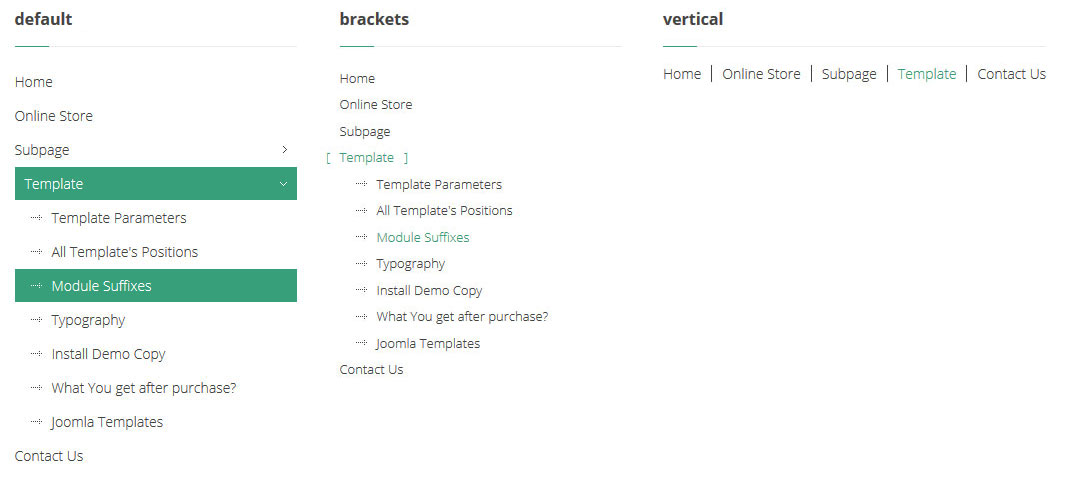 default
Home
Online Store
Subpage
Template
Template Parameters
All Template's Positions
Module Suffixes
Typography
Install Demo Copy
What You get after purchase?
Joomla Templates
Contact Us
brackets
Home
Online Store
Subpage
[ Template ]
Template Parameters
All Template's Positions
Module Suffixes
Typography
Install Demo Copy
What You get after purchase?
Joomla Templates
Contact Us
vertical
Home | Online Store | Subpage | Template | Contact Us